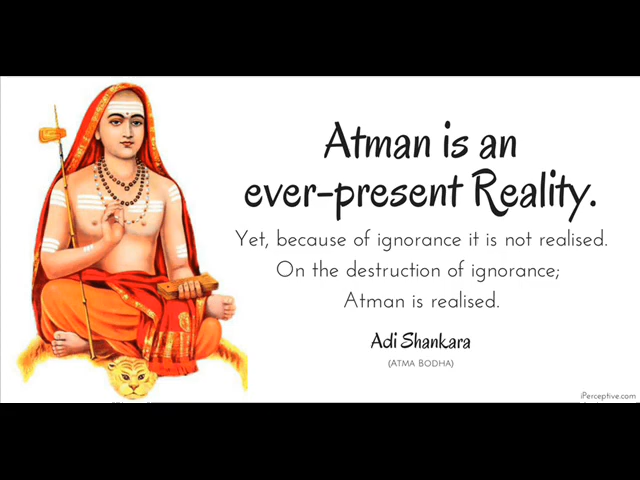 Atman is an
ever-present Reality.
Yet, because of ignorance it is not realised.
On the destruction of ignorance;
Atman is realised.
Adi Shankara
(ATMA BODHA)
iPerceptive.com